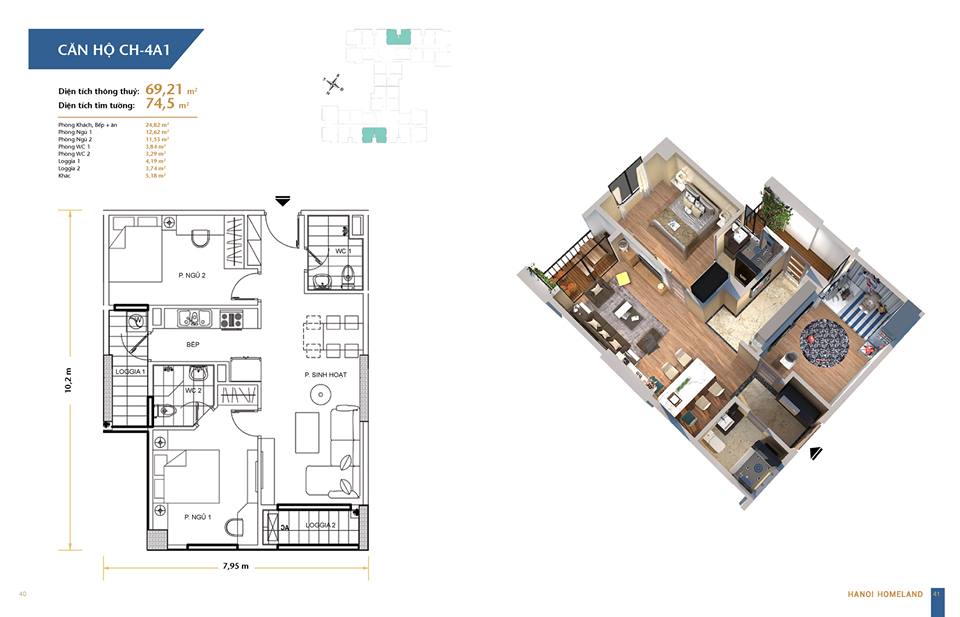 CĂN HỘ CH-4A1
Diện tích thông thuỷ: 69,21 m²
Diện tích tim tường: 74,5 m²
Phòng Khách, Bếp + ăn 24,82 m²
Phòng Ngủ 1 12,62 m²
Phòng Ngủ 2 11,33 m²
Phòng WC 1 3,84 m²
Phòng WC 2 3,29 m²
Loggia 1 4,19 m²
Loggia 2 3,74 m²
Khác 5,38 m²
WC 1
P. NGỦ 2
BẾP
LOGGIA 1
WC 2
P. SINH HOẠT
P. NGỦ 1
AC
LOGGIA 2
10,2 m
7,95 m
40
HANOI HOMELAND 41